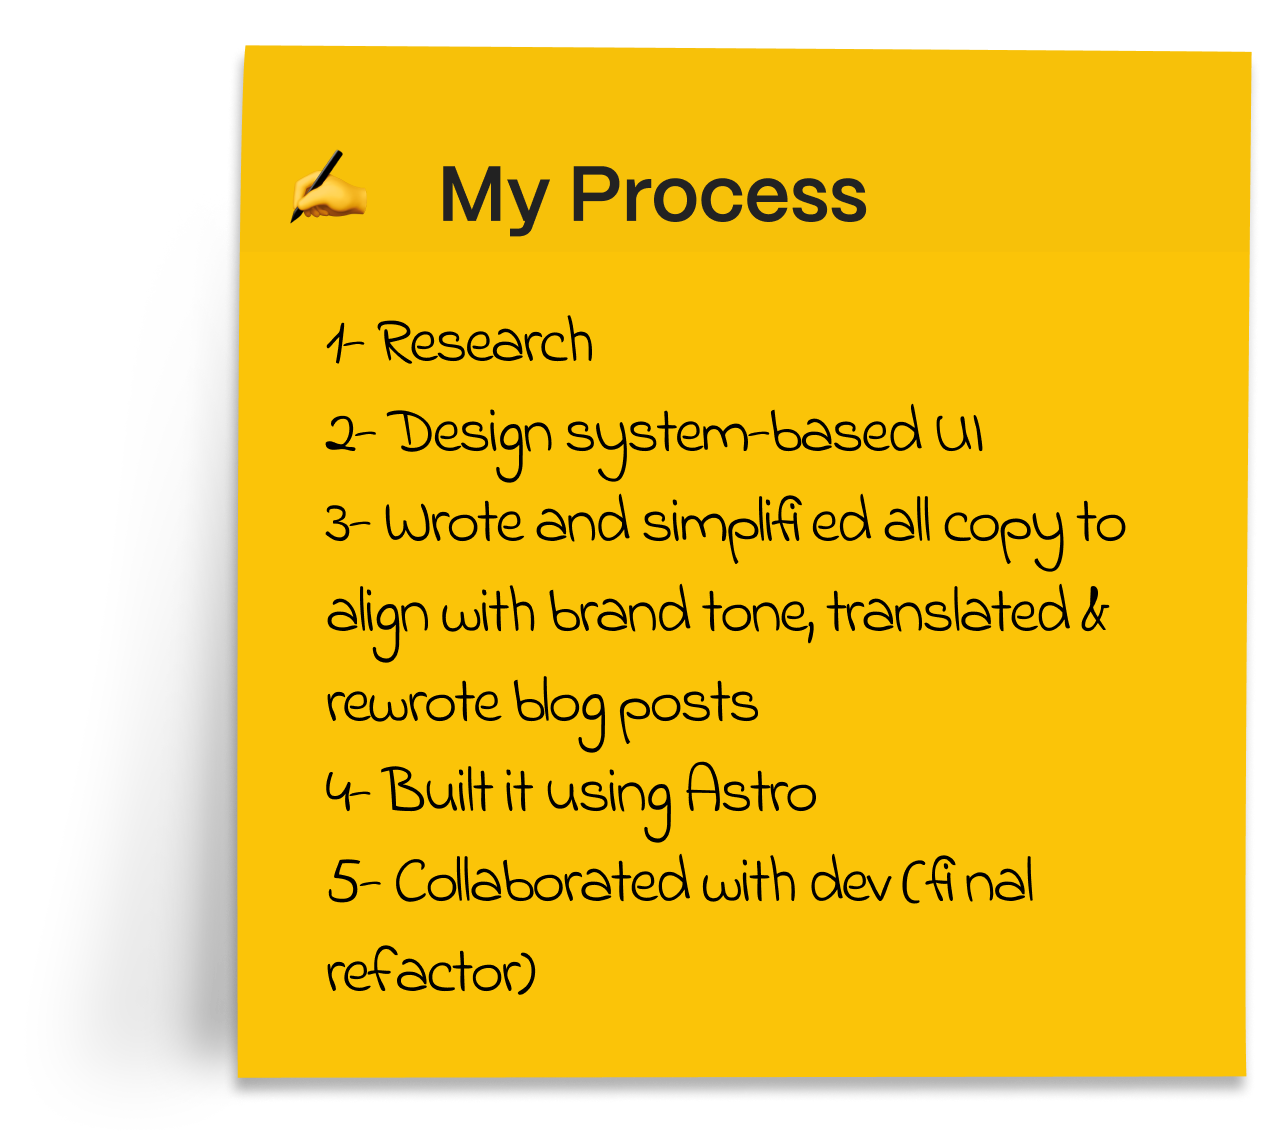 ✍️ My Process
1- Research
2- Design system-based UI
3- Wrote and simplified all copy to
align with brand tone, translated &
rewrote blog posts
4- Built it using Astro
5- Collaborated with dev (final
refactor)